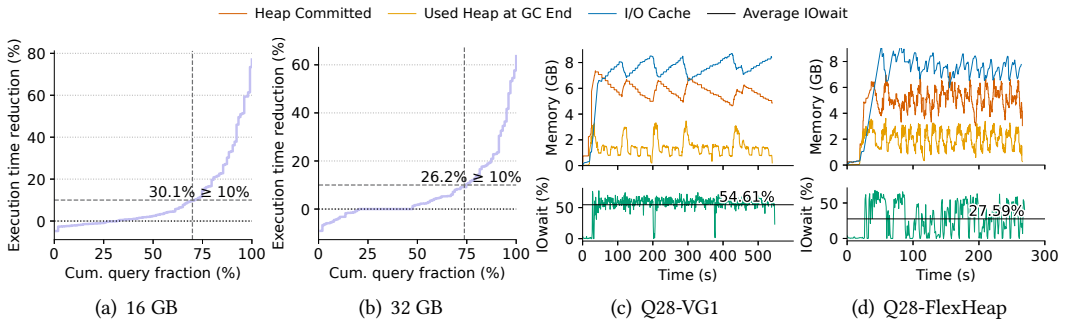 Heap Committed Used Heap at GC End I/O Cache Average IOwait
Execution time reduction (%)
80
60
40
20
0
30.1% ≥ 10%
0 25 50 75 100
Cum. query fraction (%)
(a) 16 GB
Execution time reduction (%)
60
40
20
0
26.2% ≥ 10%
0 25 50 75 100
Cum. query fraction (%)
(b) 32 GB
Memory (GB)
8
6
4
2
0
IOwait (%)
50
0
54.61%
0 100 200 300 400 500
Time (s)
(c) Q28-VG1
Memory (GB)
8
6
4
2
0
IOwait (%)
50
0
27.59%
0 100 200 300
Time (s)
(d) Q28-FlexHeap